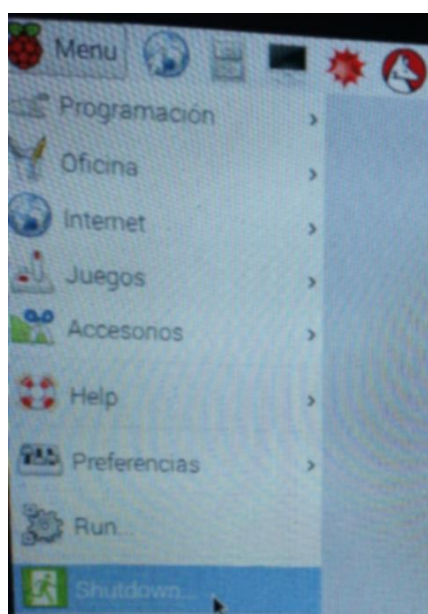 Menu
Programación
Oficina
Internet
Juegos
Accesorios
Help
Preferencias
Run...
Shutdown...